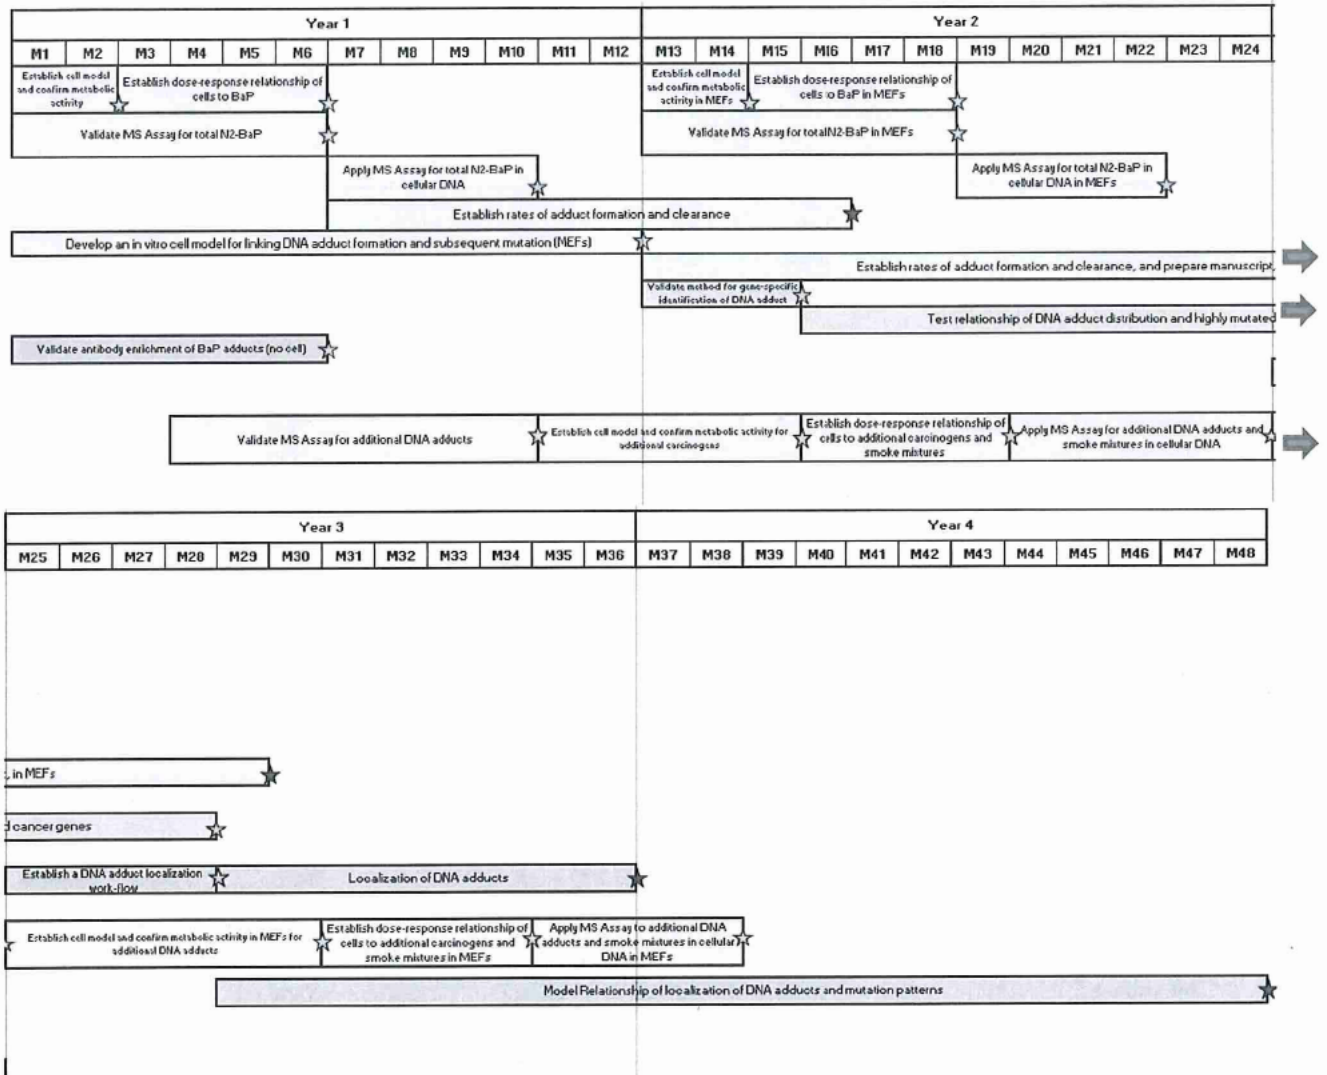 Year 1
Year 2
M1 M2 M3 M4 M5 M6 M7 M8 M9 M10 M11 M12 M13 M14 M15 M16 M17 M18 M19 M20 M21 M22 M23 M24
Establish cell model
and confirm metabolic
activity
Establish dose-response relationship of
cells to BaP
Establish cell model
and confirm metabolic
activity in MEFs
Establish dose-response relationship of
cells to BaP in MEFs
Validate MS Assay for total N2-BaP
Validate MS Assay for totalN2-BaP in MEFs
Apply MS Assay for total N2-BaP in
cellular DNA
Apply MS Assay for total N2-BaP in
cellular DNA in MEFs
Establish rates of adduct formation and clearance
Develop an in vitro cell model for linking DNA adduct formation and subsequent mutation (MEFs)
Establish rates of adduct formation and clearance, and prepare manuscript,
Validate method for gene-specific
identification of DNA adduct
Test relationship of DNA adduct distribution and highly mutated
Validate antibody enrichment of BaP adducts (no cell)
Validate MS Assay for additional DNA adducts
Establish cell model and confirm metabolic activity for
additional carcinogens
Establish dose-response relationship of
cells to additional carcinogens and
smoke mixtures
Apply MS Assay for additional DNA adducts and
smoke mixtures in cellular DNA
Year 3
Year 4
M25 M26 M27 M28 M29 M30 M31 M32 M33 M34 M35 M36 M37 M38 M39 M40 M41 M42 M43 M44 M45 M46 M47 M48
, in MEFs
d cancer genes
Establish a DNA adduct localization
work-flow
Localization of DNA adducts
Establish cell model and confirm metabolic activity in MEFs for
additional DNA adducts
Establish dose-response relationship of
cells to additional carcinogens and
smoke mixtures in MEFs
Apply MS Assay to additional DNA
adducts and smoke mixtures in cellular
DNA in MEFs
Model Relationship of localization of DNA adducts and mutation patterns